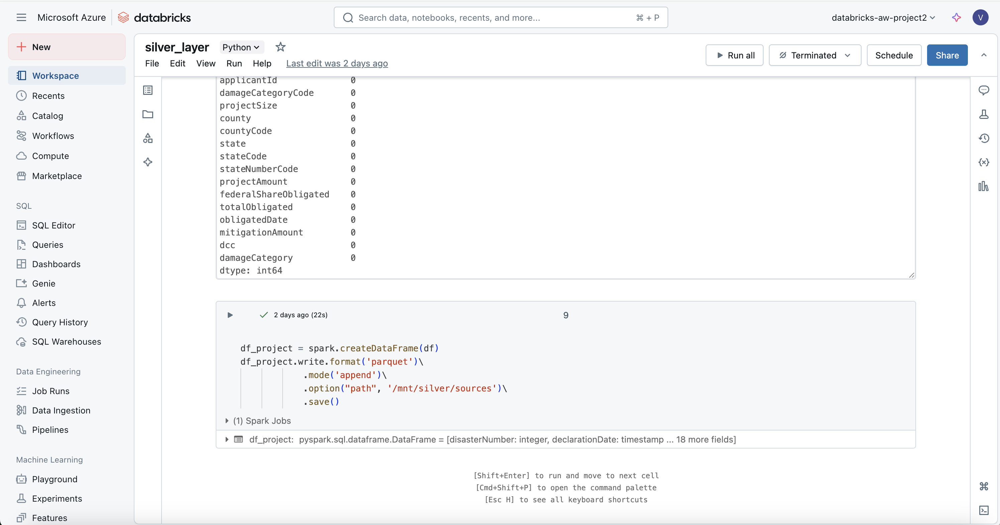 Microsoft Azure databricks
Search data, notebooks, recents, and more... ⌘ + P
databricks-aw-project2
V
New
Workspace
Recents
Catalog
Workflows
Compute
Marketplace
SQL
SQL Editor
Queries
Dashboards
Genie
Alerts
Query History
SQL Warehouses
Data Engineering
Job Runs
Data Ingestion
Pipelines
Machine Learning
Playground
Experiments
Features
silver_layer Python
File Edit View Run Help Last edit was 2 days ago
Run all Terminated Schedule Share
applicantId 0
damageCategoryCode 0
projectSize 0
county 0
countyCode 0
state 0
stateCode 0
stateNumberCode 0
projectAmount 0
federalShareObligated 0
totalObligated 0
obligatedDate 0
mitigationAmount 0
dcc 0
damageCategory 0
dtype: int64
2 days ago (22s) 9
df_project = spark.createDataFrame(df)
df_project.write.format('parquet')\
.mode('append')\
.option("path", '/mnt/silver/sources')\
.save()
(1) Spark Jobs
df_project: pyspark.sql.dataframe.DataFrame = [disasterNumber: integer, declarationDate: timestamp ... 18 more fields]
[Shift+Enter] to run and move to next cell
[Cmd+Shift+P] to open the command palette
[Esc H] to see all keyboard shortcuts